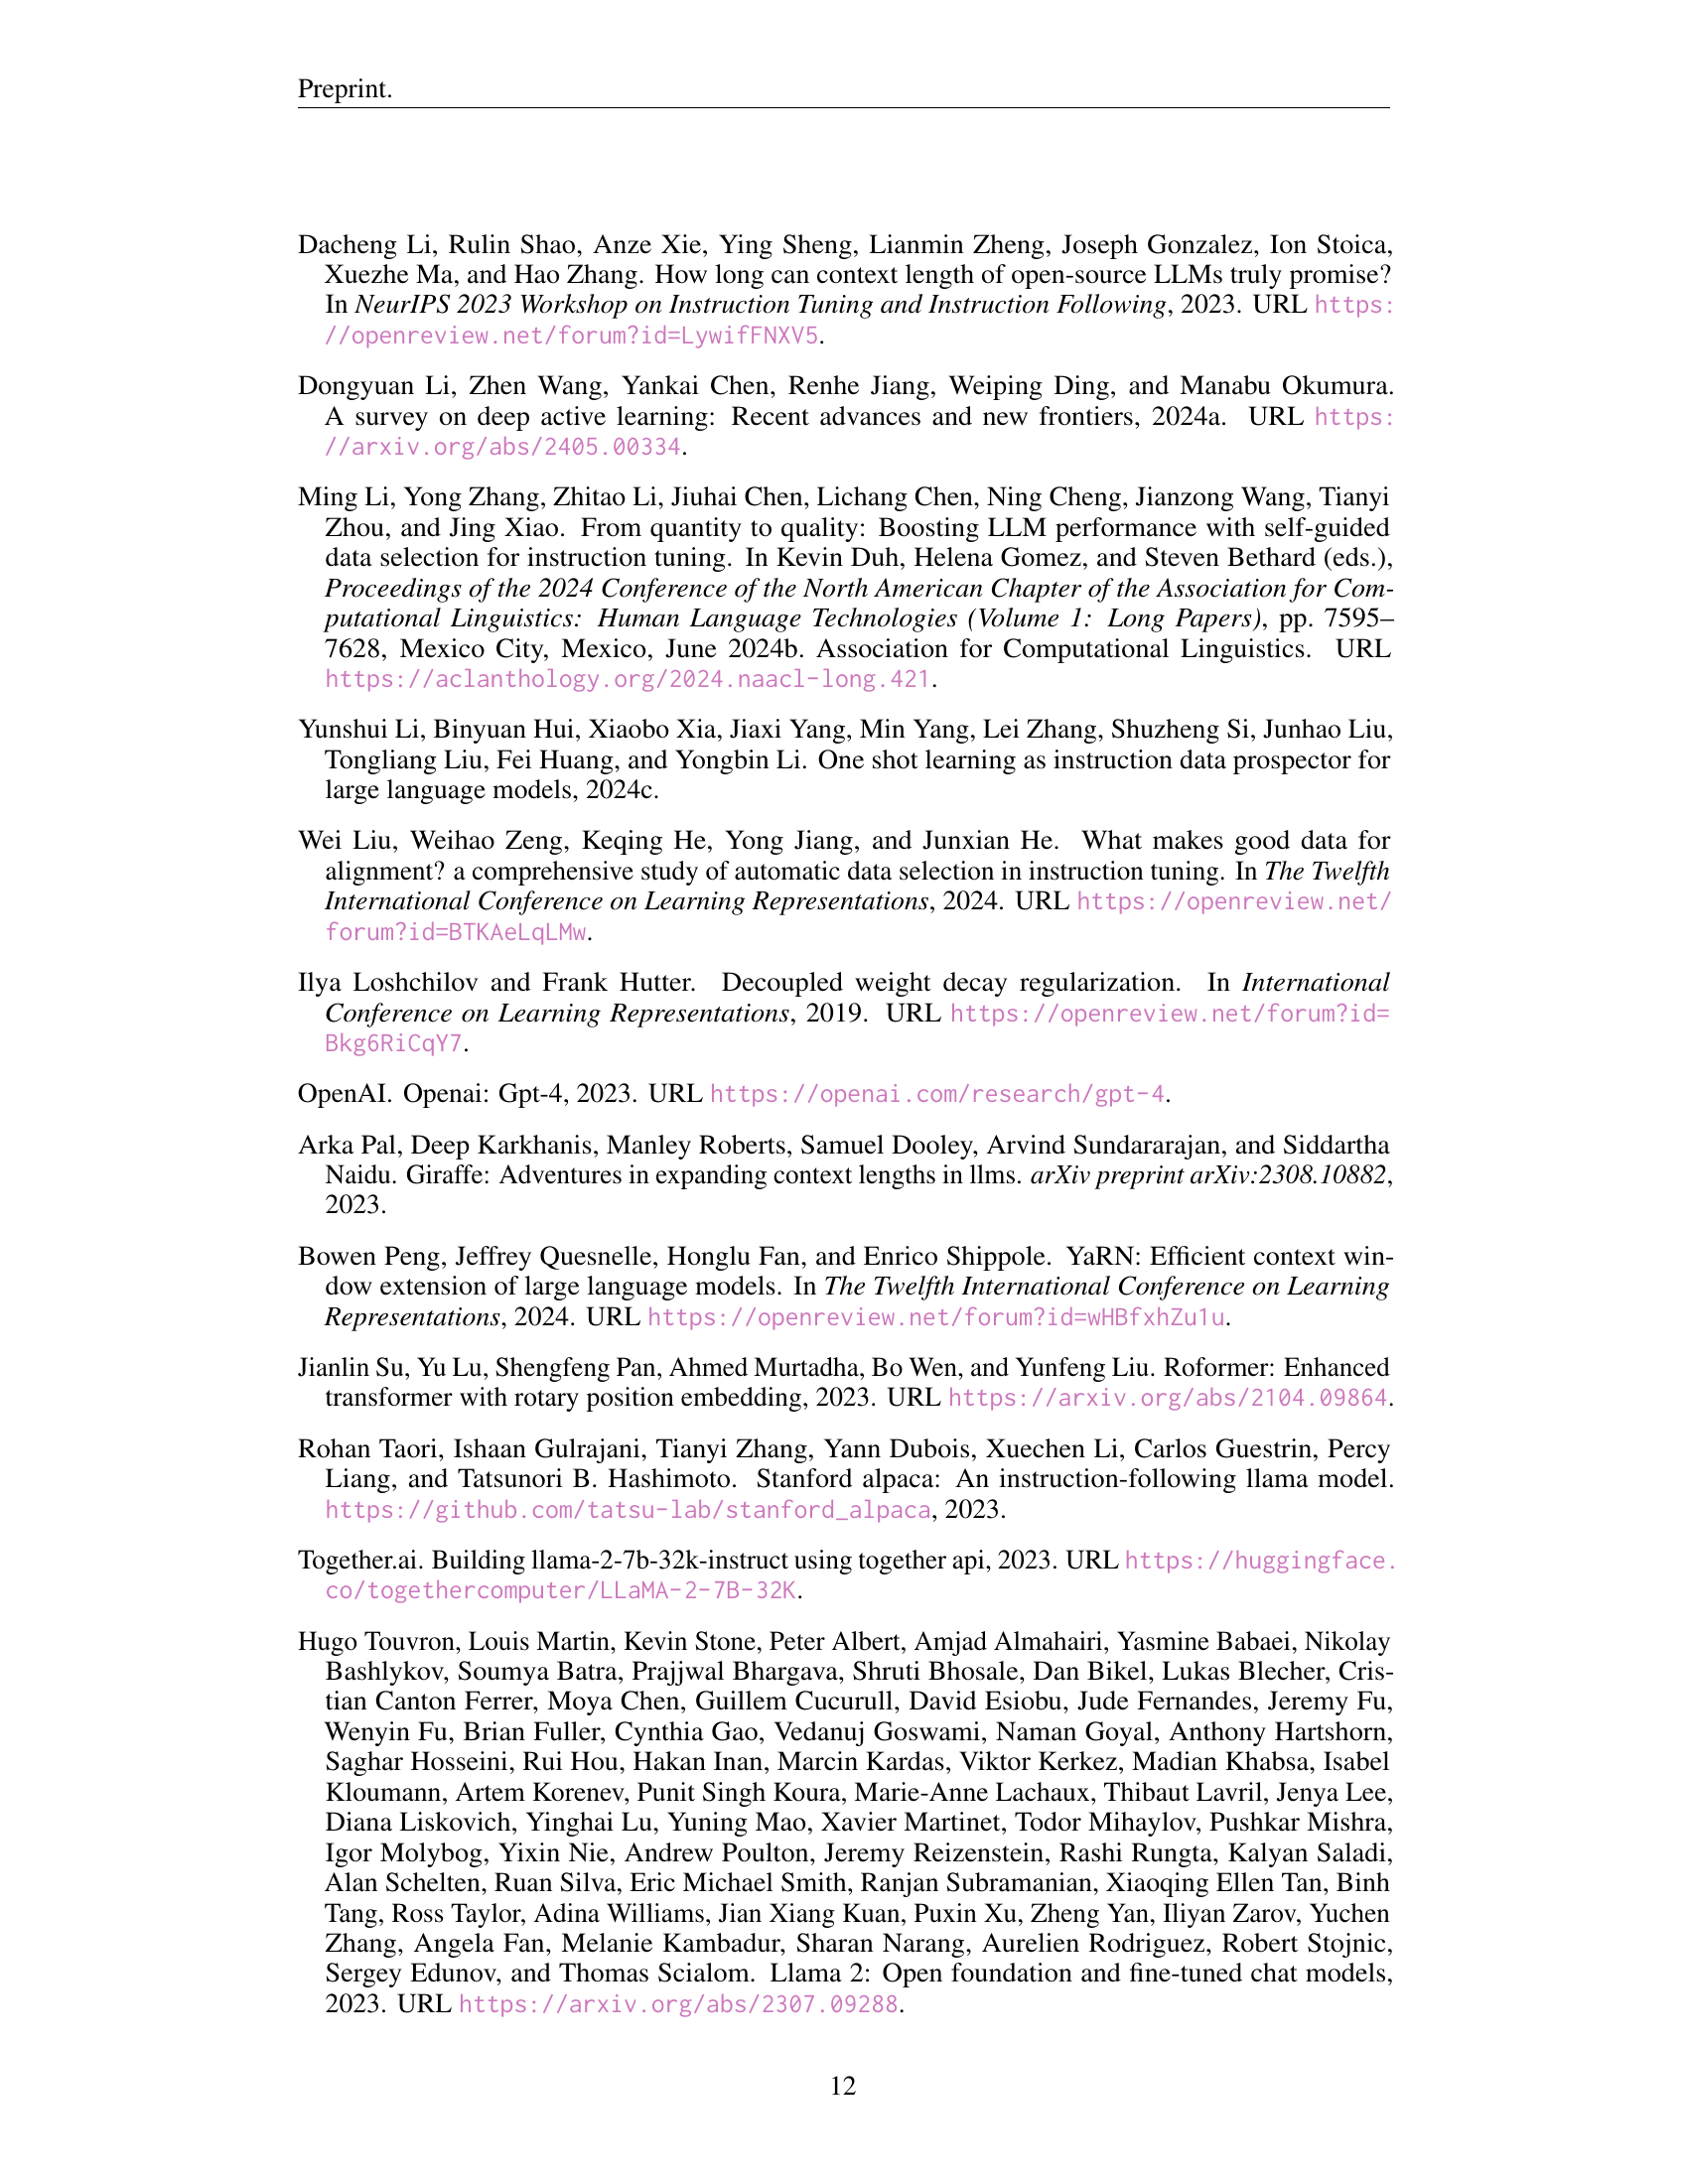 Preprint.
Dacheng Li, Rulin Shao, Anze Xie, Ying Sheng, Lianmin Zheng, Joseph Gonzalez, Ion Stoica,
Xuezhe Ma, and Hao Zhang. How long can context length of open-source LLMs truly promise?
In NeurIPS 2023 Workshop on Instruction Tuning and Instruction Following, 2023. URL https:
//openreview.net/forum?id=LywifFNXV5.
Dongyuan Li, Zhen Wang, Yankai Chen, Renhe Jiang, Weiping Ding, and Manabu Okumura.
A survey on deep active learning: Recent advances and new frontiers, 2024a. URL https:
//arxiv.org/abs/2405.00334.
Ming Li, Yong Zhang, Zhitao Li, Jiuhai Chen, Lichang Chen, Ning Cheng, Jianzong Wang, Tianyi
Zhou, and Jing Xiao. From quantity to quality: Boosting LLM performance with self-guided
data selection for instruction tuning. In Kevin Duh, Helena Gomez, and Steven Bethard (eds.),
Proceedings of the 2024 Conference of the North American Chapter of the Association for Com-
putational Linguistics: Human Language Technologies (Volume 1: Long Papers), pp. 7595–
7628, Mexico City, Mexico, June 2024b. Association for Computational Linguistics. URL
https://aclanthology.org/2024.naacl-long.421.
Yunshui Li, Binyuan Hui, Xiaobo Xia, Jiaxi Yang, Min Yang, Lei Zhang, Shuzheng Si, Junhao Liu,
Tongliang Liu, Fei Huang, and Yongbin Li. One shot learning as instruction data prospector for
large language models, 2024c.
Wei Liu, Weihao Zeng, Keqing He, Yong Jiang, and Junxian He. What makes good data for
alignment? a comprehensive study of automatic data selection in instruction tuning. In The Twelfth
International Conference on Learning Representations, 2024. URL https://openreview.net/
forum?id=BTKAeLqLMw.
Ilya Loshchilov and Frank Hutter. Decoupled weight decay regularization. In International
Conference on Learning Representations, 2019. URL https://openreview.net/forum?id=
Bkg6RiCqY7.
OpenAI. Openai: Gpt-4, 2023. URL https://openai.com/research/gpt-4.
Arka Pal, Deep Karkhanis, Manley Roberts, Samuel Dooley, Arvind Sundararajan, and Siddartha
Naidu. Giraffe: Adventures in expanding context lengths in llms. arXiv preprint arXiv:2308.10882,
2023.
Bowen Peng, Jeffrey Quesnelle, Honglu Fan, and Enrico Shippole. YaRN: Efficient context win-
dow extension of large language models. In The Twelfth International Conference on Learning
Representations, 2024. URL https://openreview.net/forum?id=wHBfxhZu1u.
Jianlin Su, Yu Lu, Shengfeng Pan, Ahmed Murtadha, Bo Wen, and Yunfeng Liu. Roformer: Enhanced
transformer with rotary position embedding, 2023. URL https://arxiv.org/abs/2104.09864.
Rohan Taori, Ishaan Gulrajani, Tianyi Zhang, Yann Dubois, Xuechen Li, Carlos Guestrin, Percy
Liang, and Tatsunori B. Hashimoto. Stanford alpaca: An instruction-following llama model.
https://github.com/tatsu-lab/stanford_alpaca, 2023.
Together.ai. Building llama-2-7b-32k-instruct using together api, 2023. URL https://huggingface.
co/togethercomputer/LLaMA-2-7B-32K.
Hugo Touvron, Louis Martin, Kevin Stone, Peter Albert, Amjad Almahairi, Yasmine Babaei, Nikolay
Bashlykov, Soumya Batra, Prajjwal Bhargava, Shruti Bhosale, Dan Bikel, Lukas Blecher, Cris-
tian Canton Ferrer, Moya Chen, Guillem Cucurull, David Esiobu, Jude Fernandes, Jeremy Fu,
Wenyin Fu, Brian Fuller, Cynthia Gao, Vedanuj Goswami, Naman Goyal, Anthony Hartshorn,
Saghar Hosseini, Rui Hou, Hakan Inan, Marcin Kardas, Viktor Kerkez, Madian Khabsa, Isabel
Kloumann, Artem Korenev, Punit Singh Koura, Marie-Anne Lachaux, Thibaut Lavril, Jenya Lee,
Diana Liskovich, Yinghai Lu, Yuning Mao, Xavier Martinet, Todor Mihaylov, Pushkar Mishra,
Igor Molybog, Yixin Nie, Andrew Poulton, Jeremy Reizenstein, Rashi Rungta, Kalyan Saladi,
Alan Schelten, Ruan Silva, Eric Michael Smith, Ranjan Subramanian, Xiaoqing Ellen Tan, Binh
Tang, Ross Taylor, Adina Williams, Jian Xiang Kuan, Puxin Xu, Zheng Yan, Iliyan Zarov, Yuchen
Zhang, Angela Fan, Melanie Kambadur, Sharan Narang, Aurelien Rodriguez, Robert Stojnic,
Sergey Edunov, and Thomas Scialom. Llama 2: Open foundation and fine-tuned chat models,
2023. URL https://arxiv.org/abs/2307.09288.
12